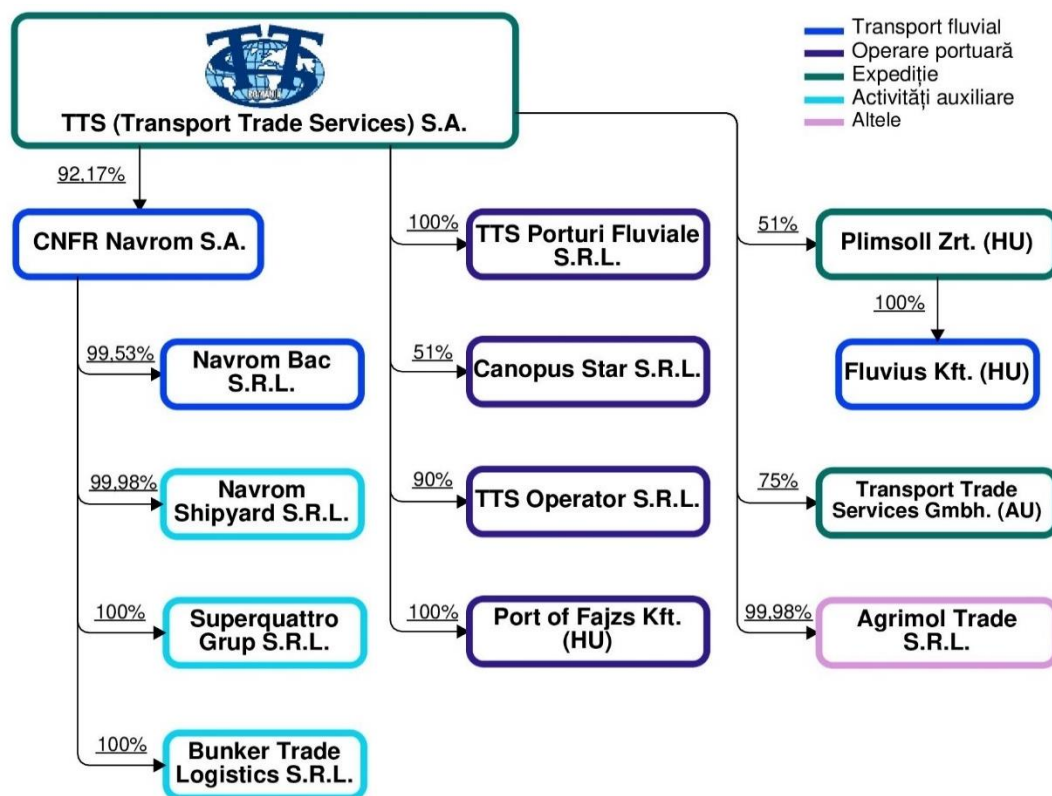 Transport fluvial
Operare portuară
Expediție
Activități auxiliare
Altele
ROMANIA
TTS (Transport Trade Services) S.A.
92,17%
CNFR Navrom S.A.
99,53%
Navrom Bac
S.R.L.
99,98%
Navrom
Shipyard S.R.L.
100%
Superquattro
Grup S.R.L.
100%
Bunker Trade
Logistics S.R.L.
100%
TTS Porturi Fluviale
S.R.L.
51%
Canopus Star S.R.L.
90%
TTS Operator S.R.L.
100%
Port of Fajzs Kft.
(HU)
51%
Plimsoll Zrt. (HU)
100%
Fluvius Kft. (HU)
75%
Transport Trade
Services Gmbh. (AU)
99,98%
Agrimol Trade
S.R.L.